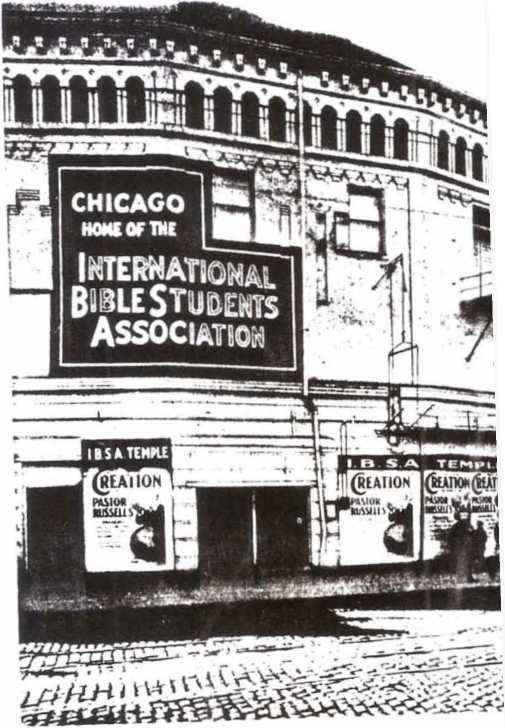 CHICAGO
HOME OF THE
INTERNATIONAL
BIBLE STUDENTS
ASSOCIATION
I.B.S.A. TEMPLE
CREATION
PASTOR
RUSSELL'S
I.B.S.A TEMPL
CREATION
PASTOR
RUSSELL'S
CREATION
PASTOR
RUSSELL'S
CREAT
PASTOR